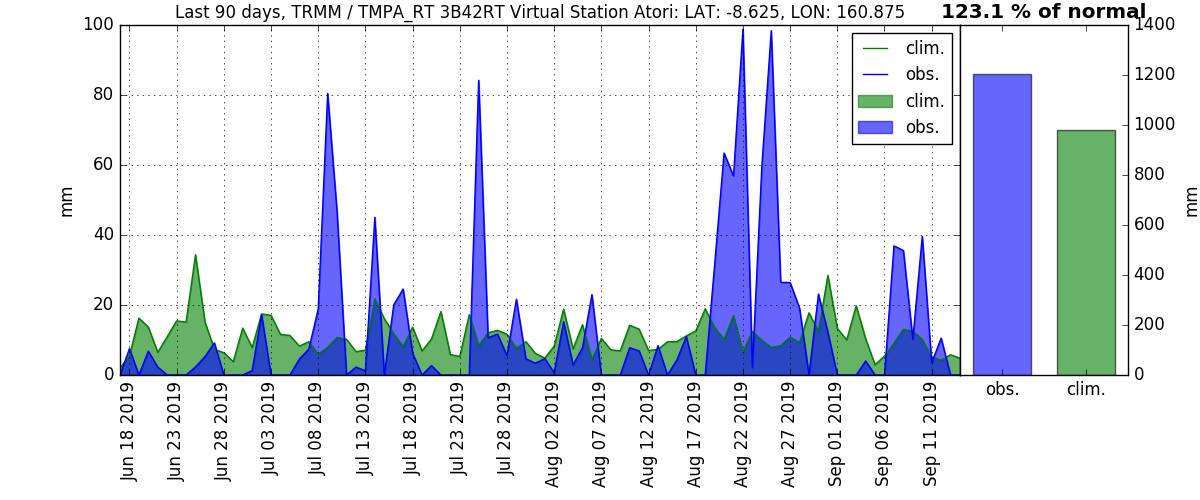 Last 90 days, TRMM / TMPA_RT 3B42RT Virtual Station Atori: LAT: -8.625, LON: 160.875
123.1 % of normal
100
80
60
40
20
0
mm
clim.
obs.
clim.
obs.
Jun 18 2019
Jun 23 2019
Jun 28 2019
Jul 03 2019
Jul 08 2019
Jul 13 2019
Jul 18 2019
Jul 23 2019
Jul 28 2019
Aug 02 2019
Aug 07 2019
Aug 12 2019
Aug 17 2019
Aug 22 2019
Aug 27 2019
Sep 01 2019
Sep 06 2019
Sep 11 2019
1400
1200
1000
800
600
400
200
0
mm
obs.
clim.